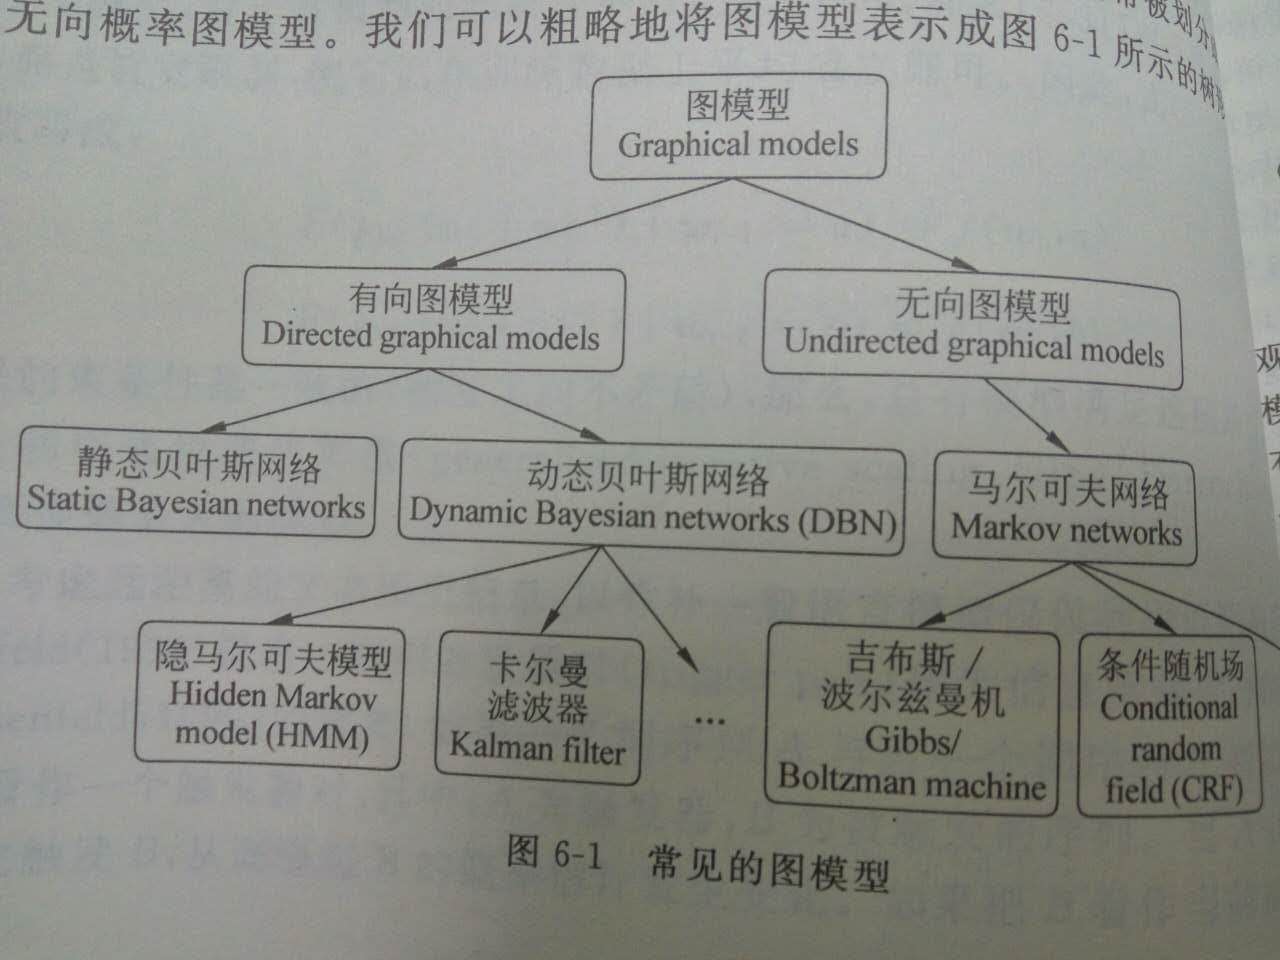 被划分
无向概率图模型。我们可以粗略地将图模型表示成图 6-1 所示的树
图模型
Graphical models
有向图模型
Directed graphical models
无向图模型
Undirected graphical models
静态贝叶斯网络
Static Bayesian networks
动态贝叶斯网络
Dynamic Bayesian networks (DBN)
马尔可夫网络
Markov networks
隐马尔可夫模型
Hidden Markov
model (HMM)
卡尔曼
滤波器
Kalman filter
...
吉布斯 /
波尔兹曼机
Gibbs/
Boltzman machine
条件随机场
Conditional
random
field (CRF)
图 6-1 常见的图模型
观
模